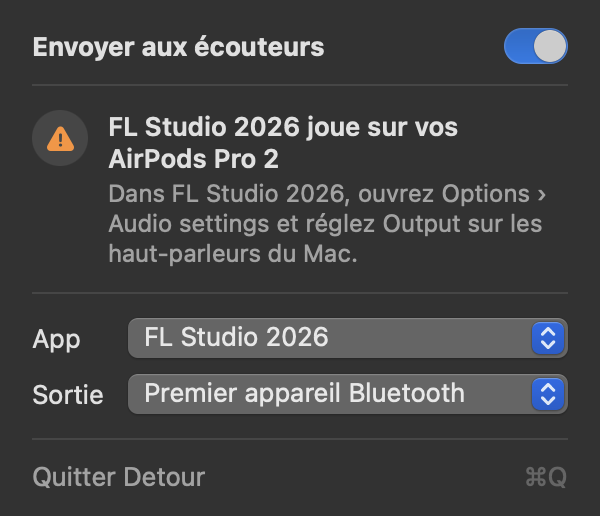 Envoyer aux écouteurs
FL Studio 2026 joue sur vos
AirPods Pro 2
Dans FL Studio 2026, ouvrez Options ›
Audio settings et réglez Output sur les
haut-parleurs du Mac.
App
FL Studio 2026
Sortie
Premier appareil Bluetooth
Quitter Detour ⌘Q